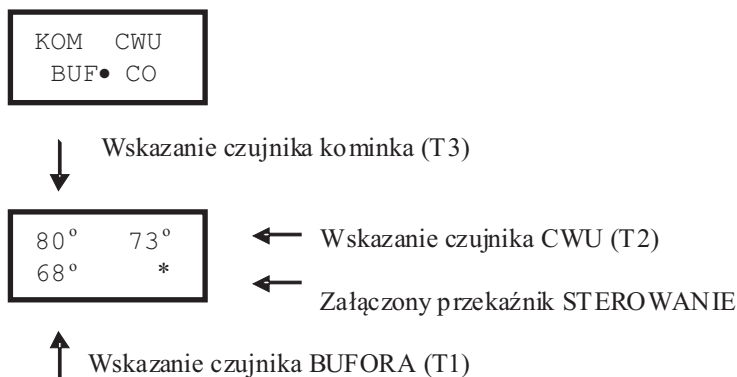 KOM CWU
BUF• CO
Wskazanie czujnika kominka (T3)
80° 73°
68° *
Wskazanie czujnika CWU (T2)
Załączony przekaźnik STEROWANIE
Wskazanie czujnika BUFORA (T1)